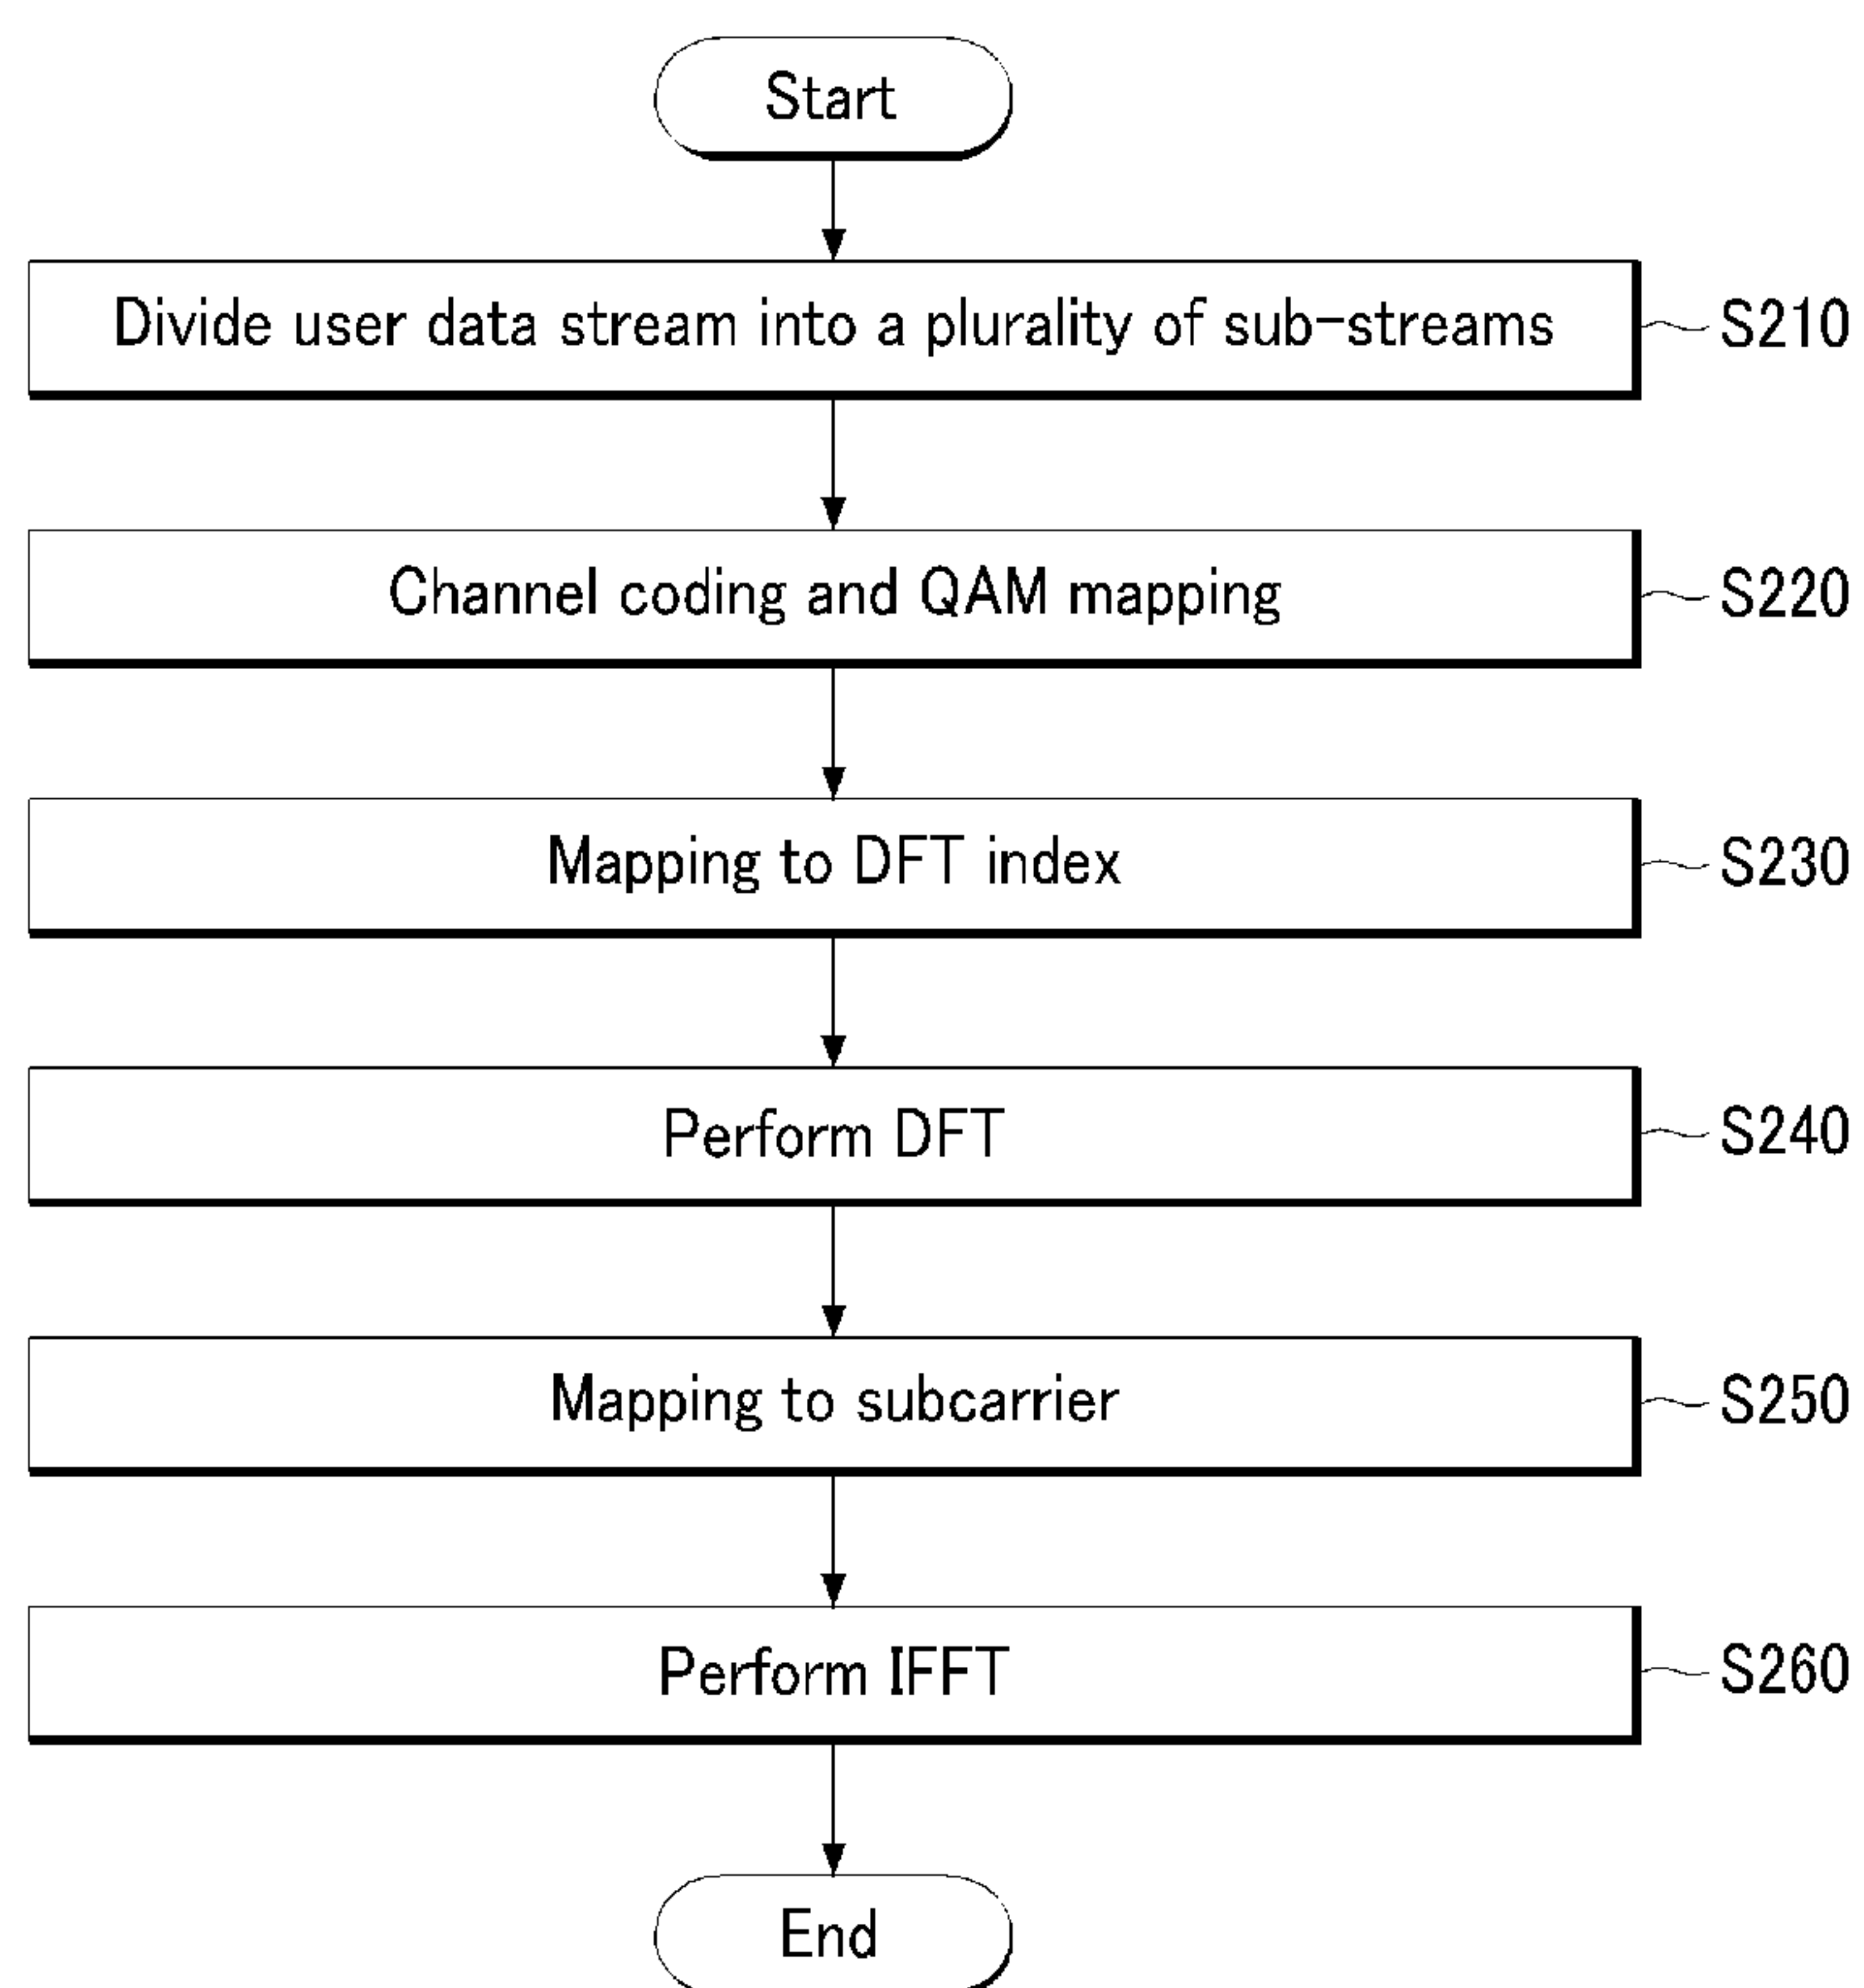 Start
Divide user data stream into a plurality of sub-streams
S210
Channel coding and QAM mapping
S220
Mapping to DFT index
S230
Perform DFT
S240
Mapping to subcarrier
S250
Perform IFFT
S260
End